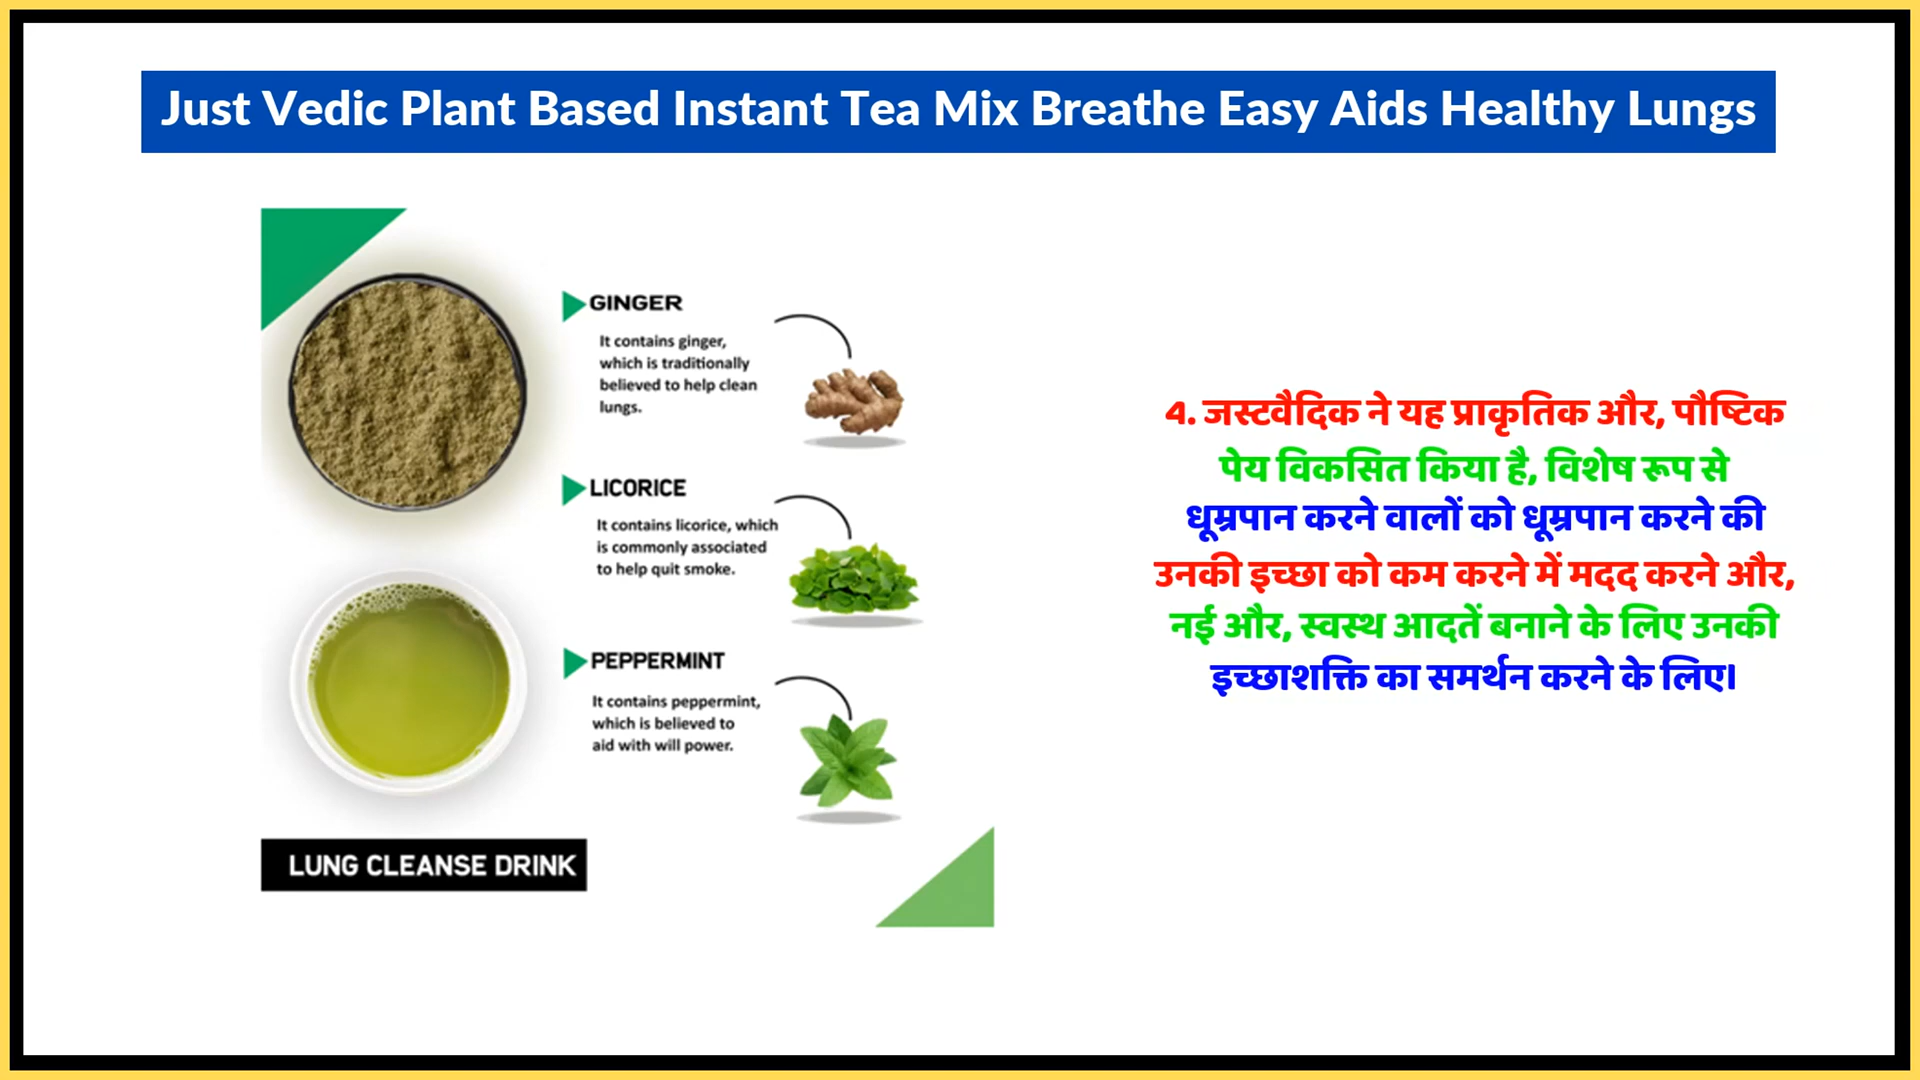 Just Vedic Plant Based Instant Tea Mix Breathe Easy Aids Healthy Lungs
GINGER
It contains ginger,
which is traditionally
believed to help clean
lungs.
LICORICE
It contains licorice, which
is commonly associated
to help quit smoke.
PEPPERMINT
It contains peppermint,
which is believed to
aid with will power.
LUNG CLEANSE DRINK
4. जस्टवैदिक ने यह प्राकृतिक और, पौष्टिक
पेय विकसित किया है, विशेष रूप से
धूम्रपान करने वालों को धूम्रपान करने की
उनकी इच्छा को कम करने में मदद करने और,
नई और, स्वस्थ आदतें बनाने के लिए उनकी
इच्छाशक्ति का समर्थन करने के लिए।